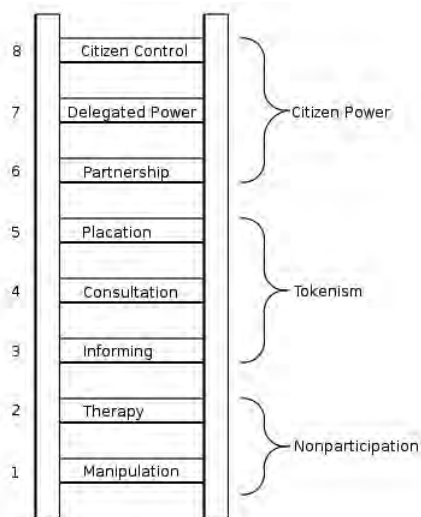 8 Citizen Control
7 Delegated Power
Citizen Power
6 Partnership
5 Placation
4 Consultation
Tokenism
3 Informing
2 Therapy
Nonparticipation
1 Manipulation